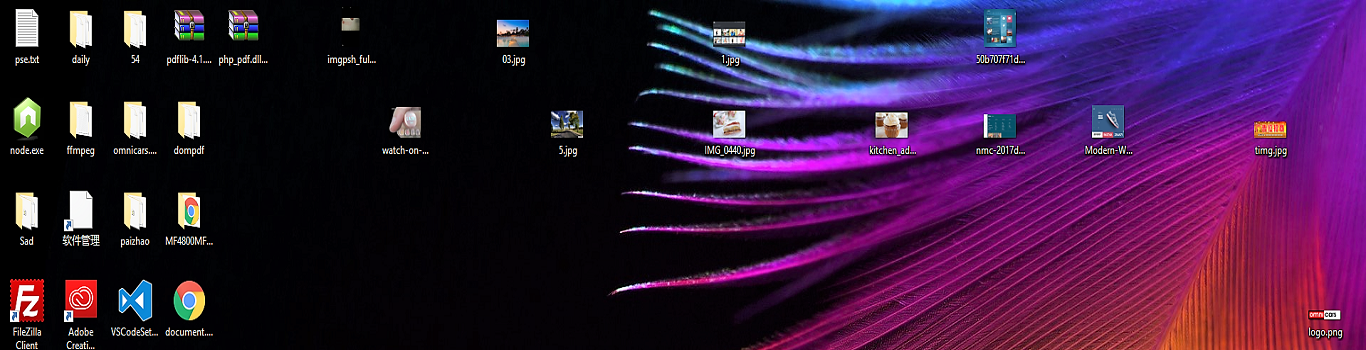 pse.txt
daily
54
pdflib-4.1....
php_pdf.dll...
imgpsh_ful...
03.jpg
1.jpg
50b707f71d...
node.exe
ffmpeg
omnicars....
dompdf
watch-on-...
5.jpg
IMG_0440.jpg
kitchen_ad...
nmc-2017d...
Modern-W...
timg.jpg
Sad
软件管理
paizhao
MF4800MF...
FileZilla
Client
Adobe
Creati...
VSCodeSet...
document....
omni cars
logo.png